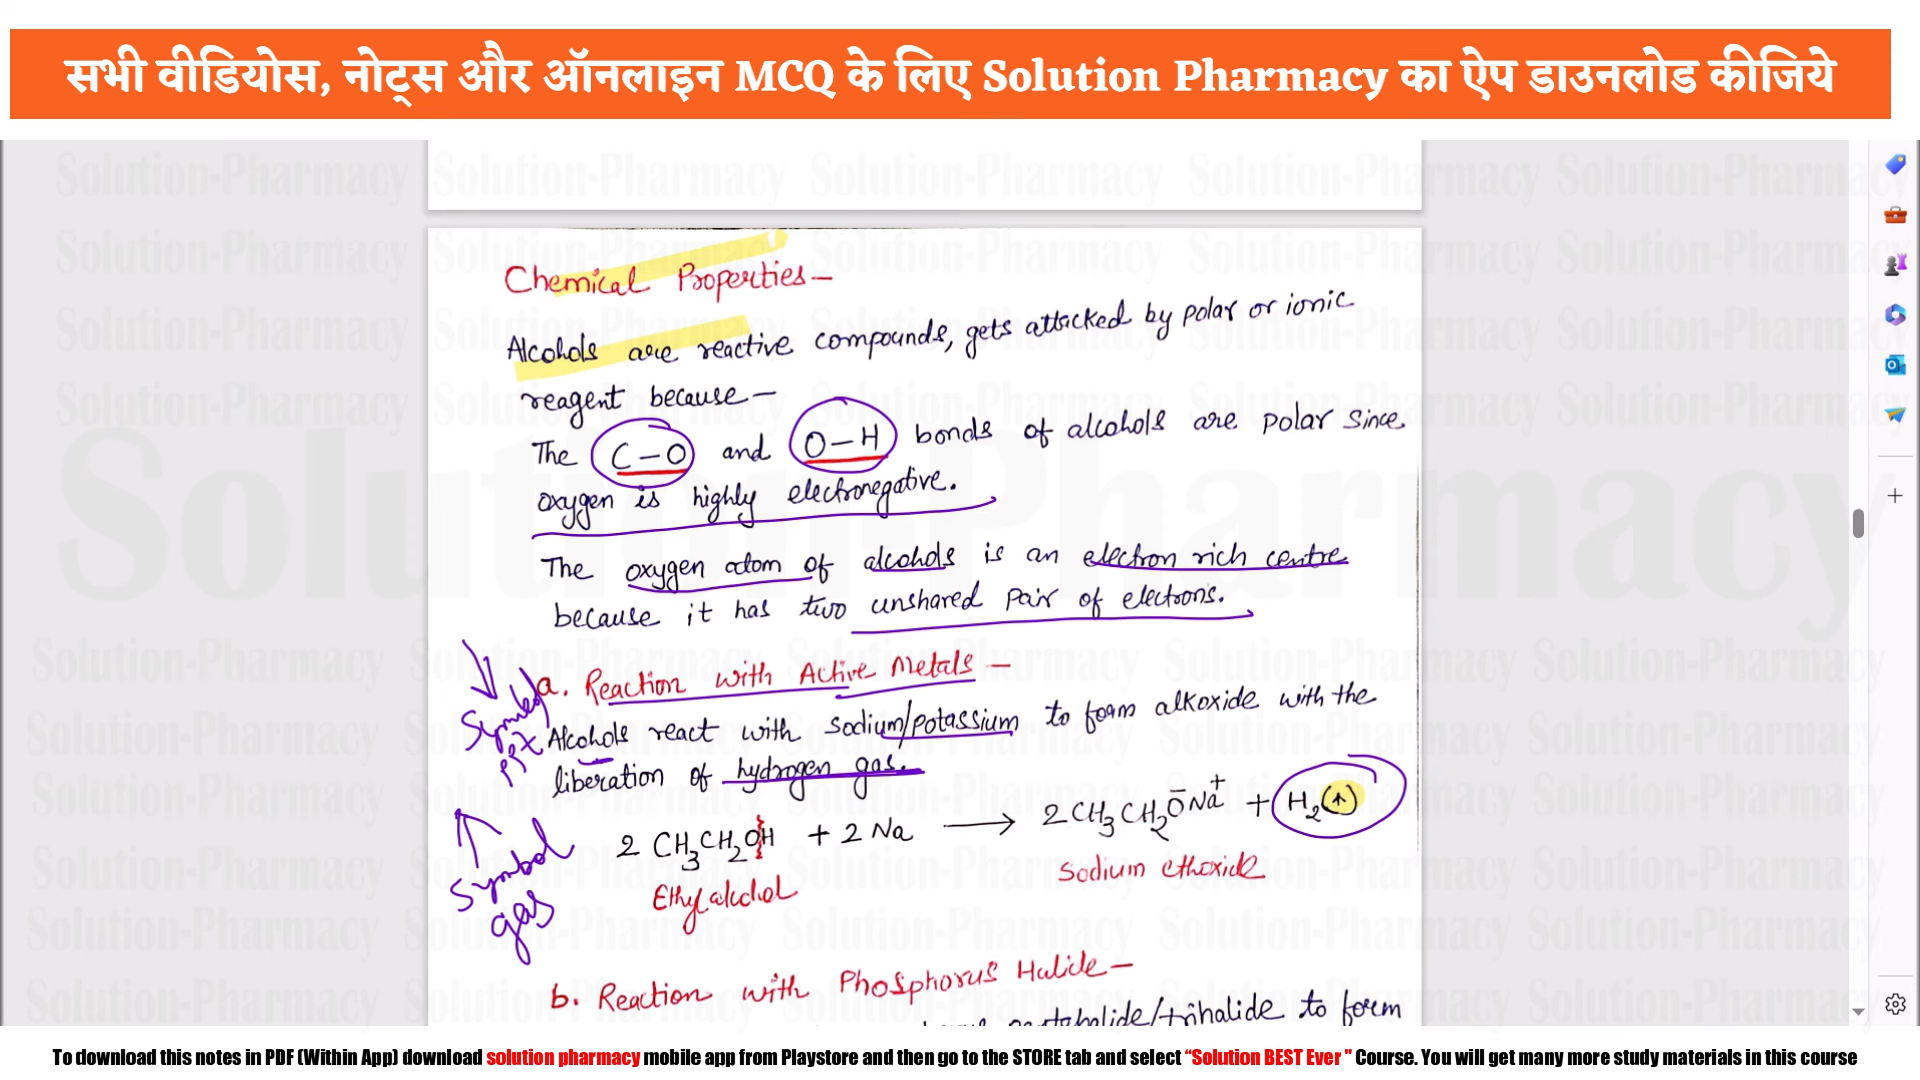 सभी वीडियोस, नोट्स और ऑनलाइन MCQ के लिए Solution Pharmacy का ऐप डाउनलोड कीजिये
Chemical Properties –
Alcohols are reactive compounds, gets attacked by polar or ionic
reagent because –
The C – O and O – H bonds of alcohols are polar since
oxygen is highly electronegative.
The oxygen atom of alcohols is an electron rich centre
because it has two unshared pair of electrons.
a. Reaction with Active Metals –
↓ Symbol
Alcohols react with sodium/potassium to form alkoxide with the
liberation of hydrogen gas.
2 CH₃CH₂OH + 2 Na ⟶ 2 CH₃CH₂O⁻Na⁺ + H₂(↑)
↑ Symbol
gas
Ethyl alcohol
Sodium ethoxide
b. Reaction with Phosphorus Halide –
/trihalide to form
To download this notes in PDF (Within App) download solution pharmacy mobile app from Playstore and then go to the STORE tab and select “Solution BEST Ever " Course. You will get many more study materials in this course
Solution-Pharmacy